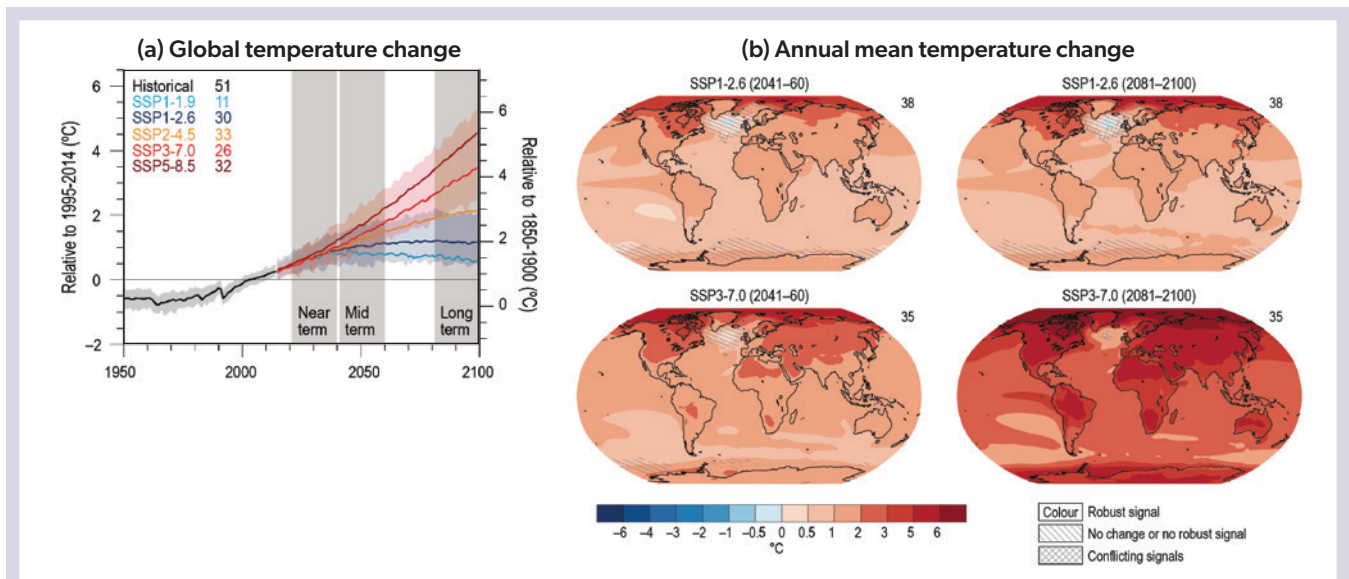 (a) Global temperature change
6
4
2
0
−2
Relative to 1995-2014 (ºC)
Historical 51
SSP1-1.9 11
SSP1-2.6 30
SSP2-4.5 33
SSP3-7.0 26
SSP5-8.5 32
Near term
Mid term
Long term
6
4
2
0
Relative to 1850-1900 (ºC)
1950 2000 2050 2100
(b) Annual mean temperature change
SSP1-2.6 (2041–60)
38
SSP1-2.6 (2081–2100)
38
SSP3-7.0 (2041–60)
35
SSP3-7.0 (2081–2100)
35
−6 −4 −3 −2 −1 −0.5 0 0.5 1 2 3 4 5 6
ºC
Colour Robust signal
No change or no robust signal
Conflicting signals